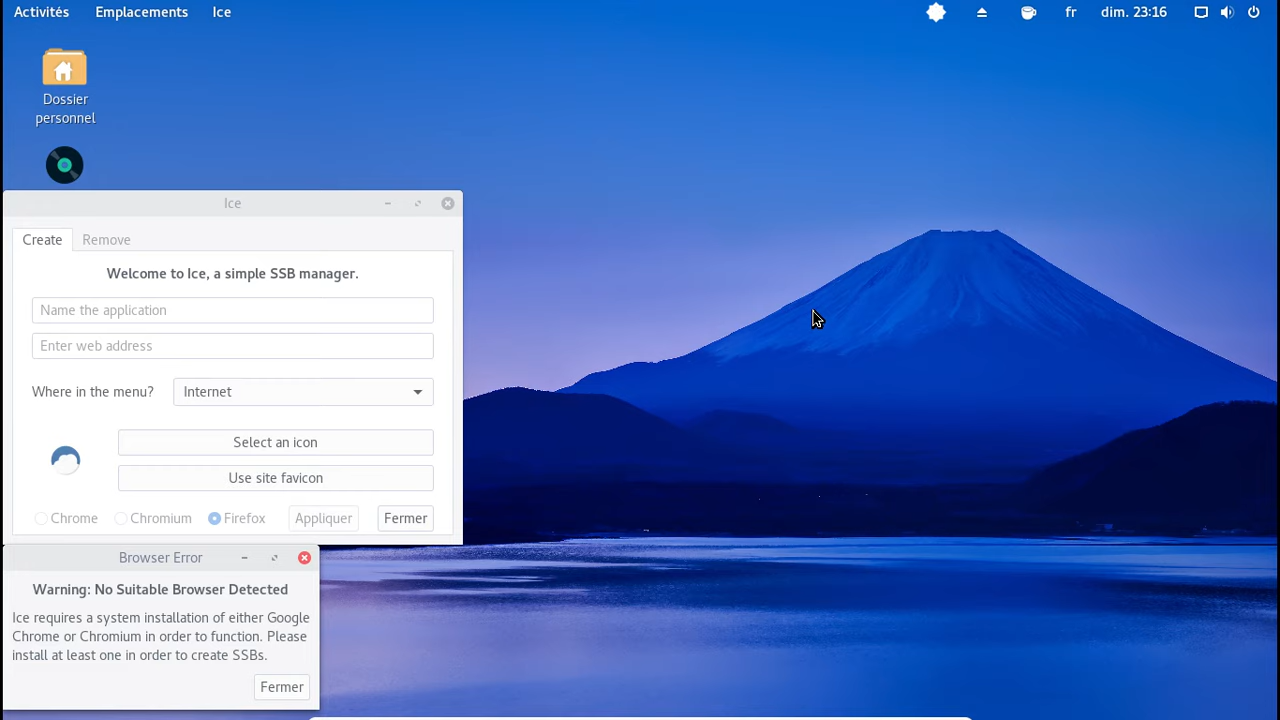 Activités Emplacements Ice fr dim. 23:16
Dossier
personnel
Ice
Create Remove
Welcome to Ice, a simple SSB manager.
Name the application
Enter web address
Where in the menu? Internet
Select an icon
Use site favicon
Chrome Chromium Firefox Appliquer Fermer
Browser Error
Warning: No Suitable Browser Detected
Ice requires a system installation of either Google
Chrome or Chromium in order to function. Please
install at least one in order to create SSBs.
Fermer